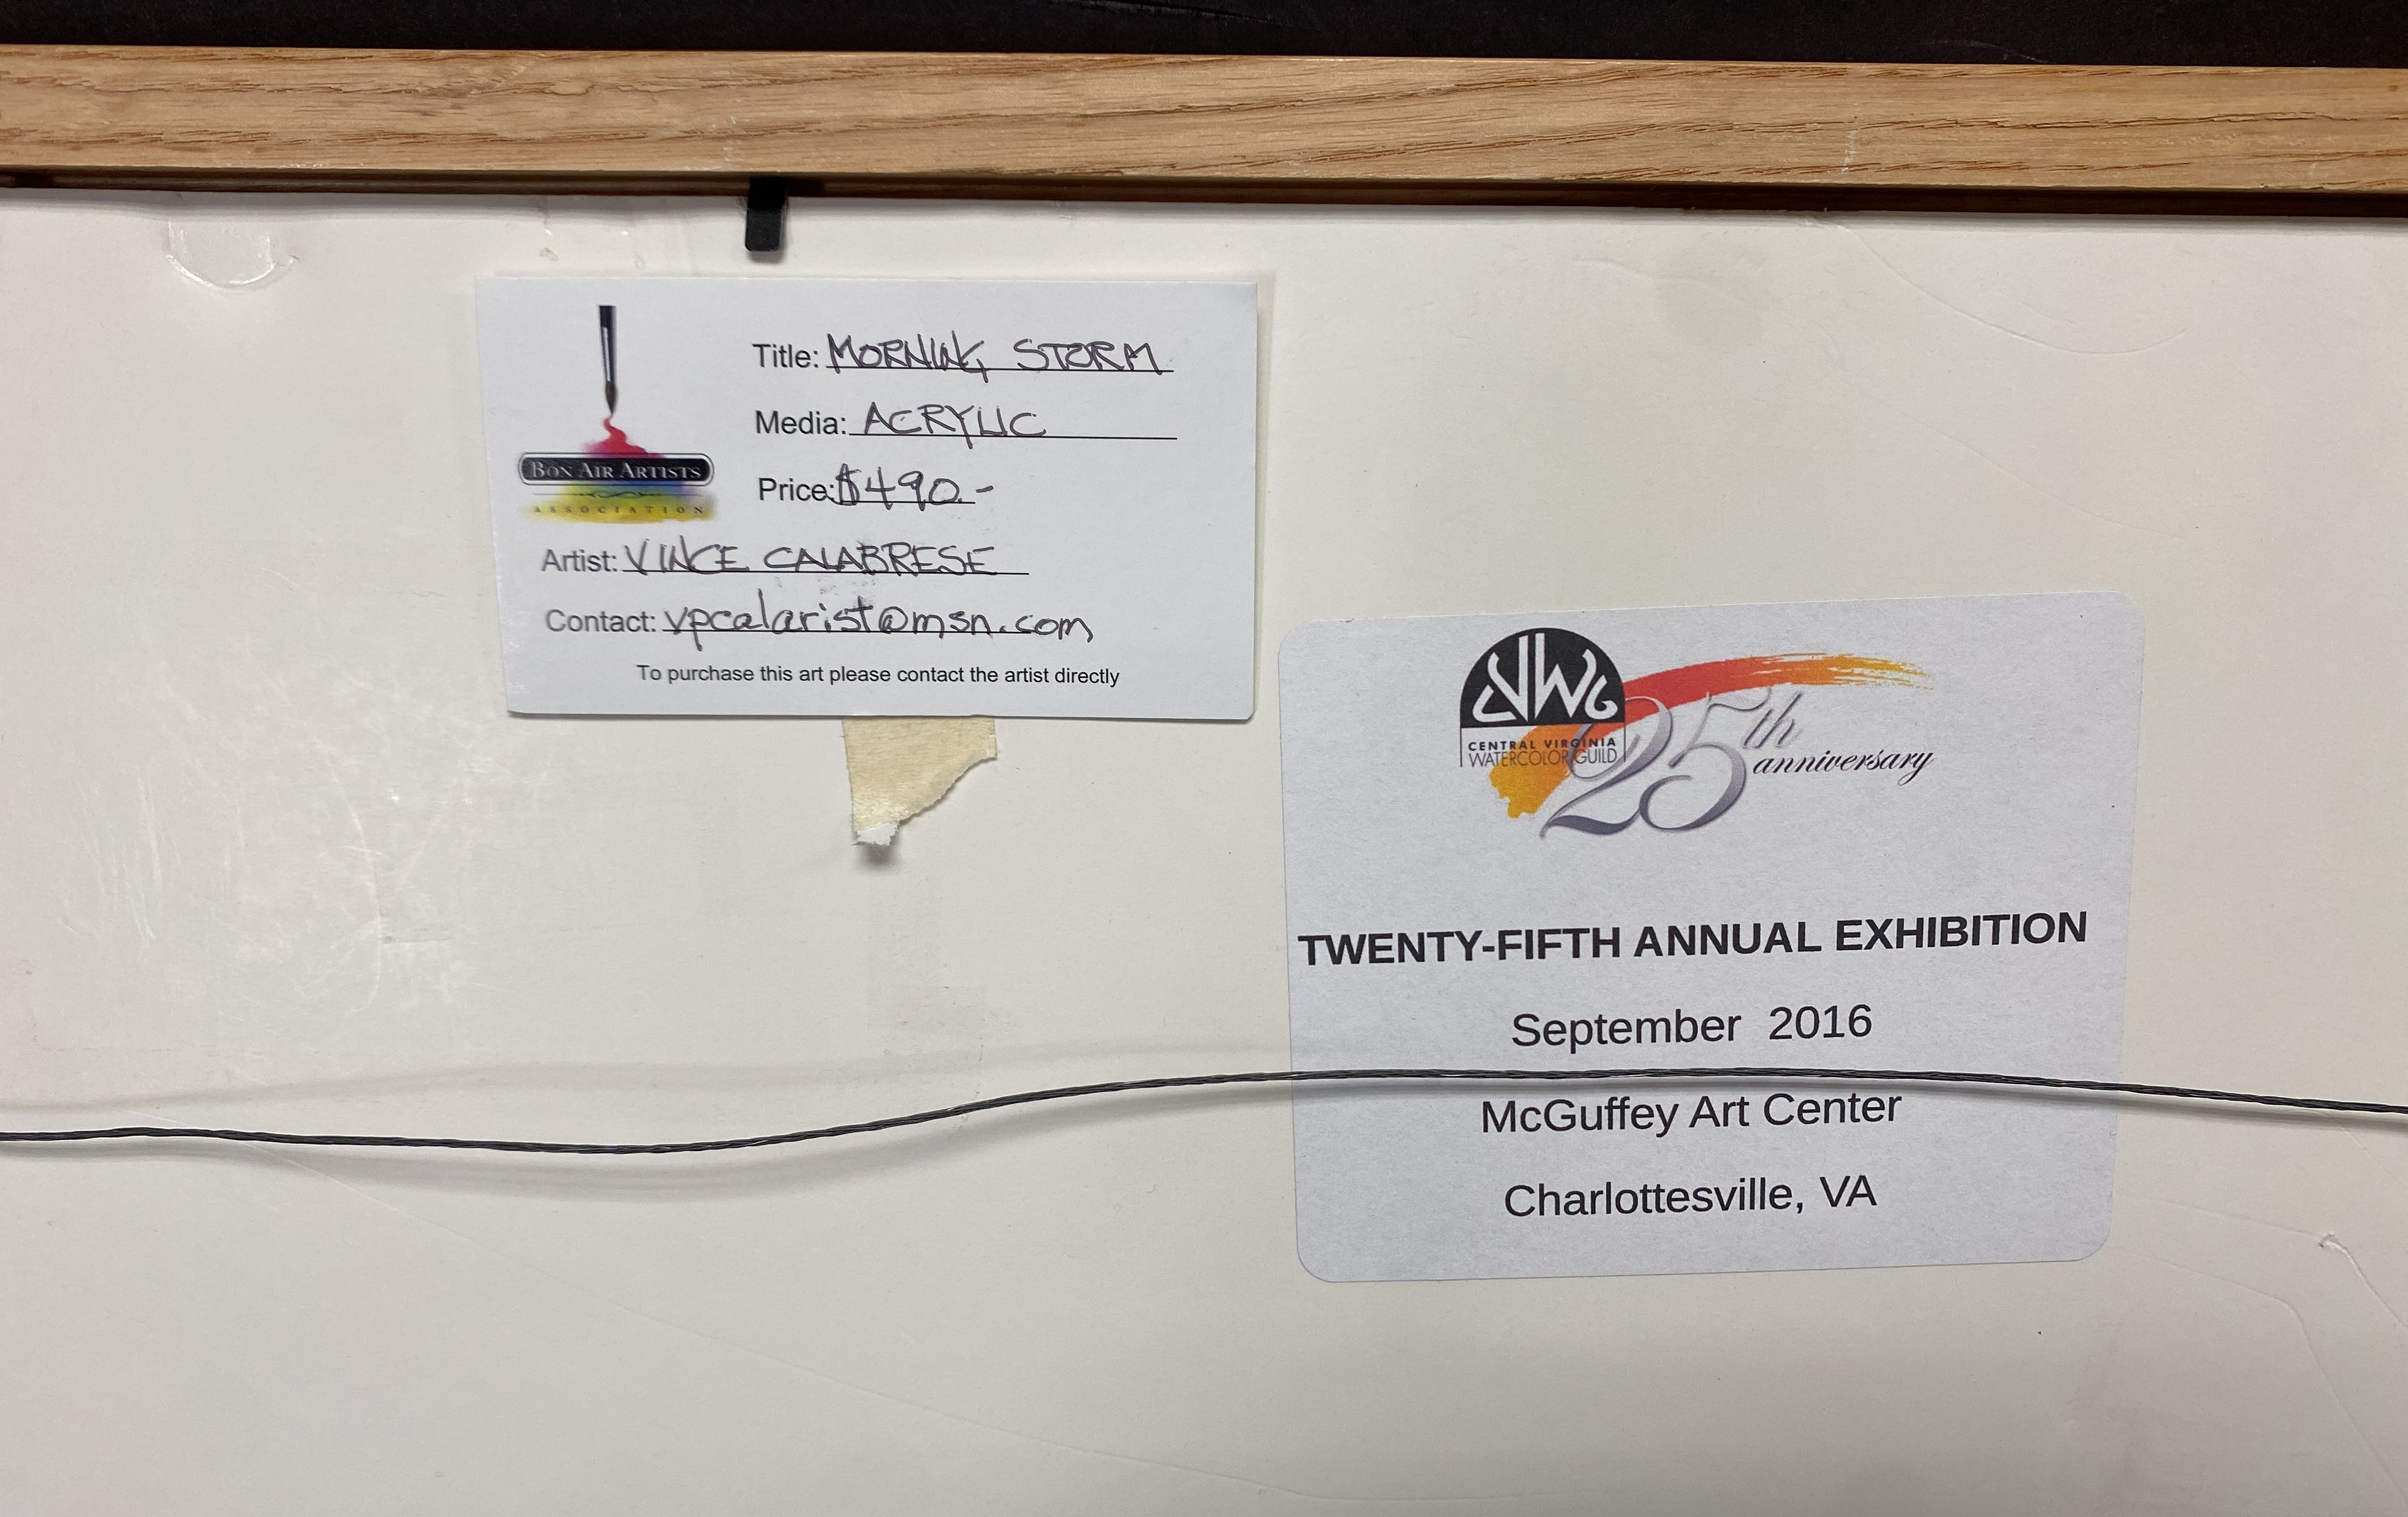 Title: MORNING STORM
Media: ACRYLIC
Price: $490.-
BON AIR ARTISTS
ASSOCIATION
Artist: VINCE CALABRESE
Contact: vpcalarist@msn.com
To purchase this art please contact the artist directly
CVWG
CENTRAL VIRGINIA
WATERCOLOR GUILD
25th
anniversary
TWENTY-FIFTH ANNUAL EXHIBITION
September 2016
McGuffey Art Center
Charlottesville, VA